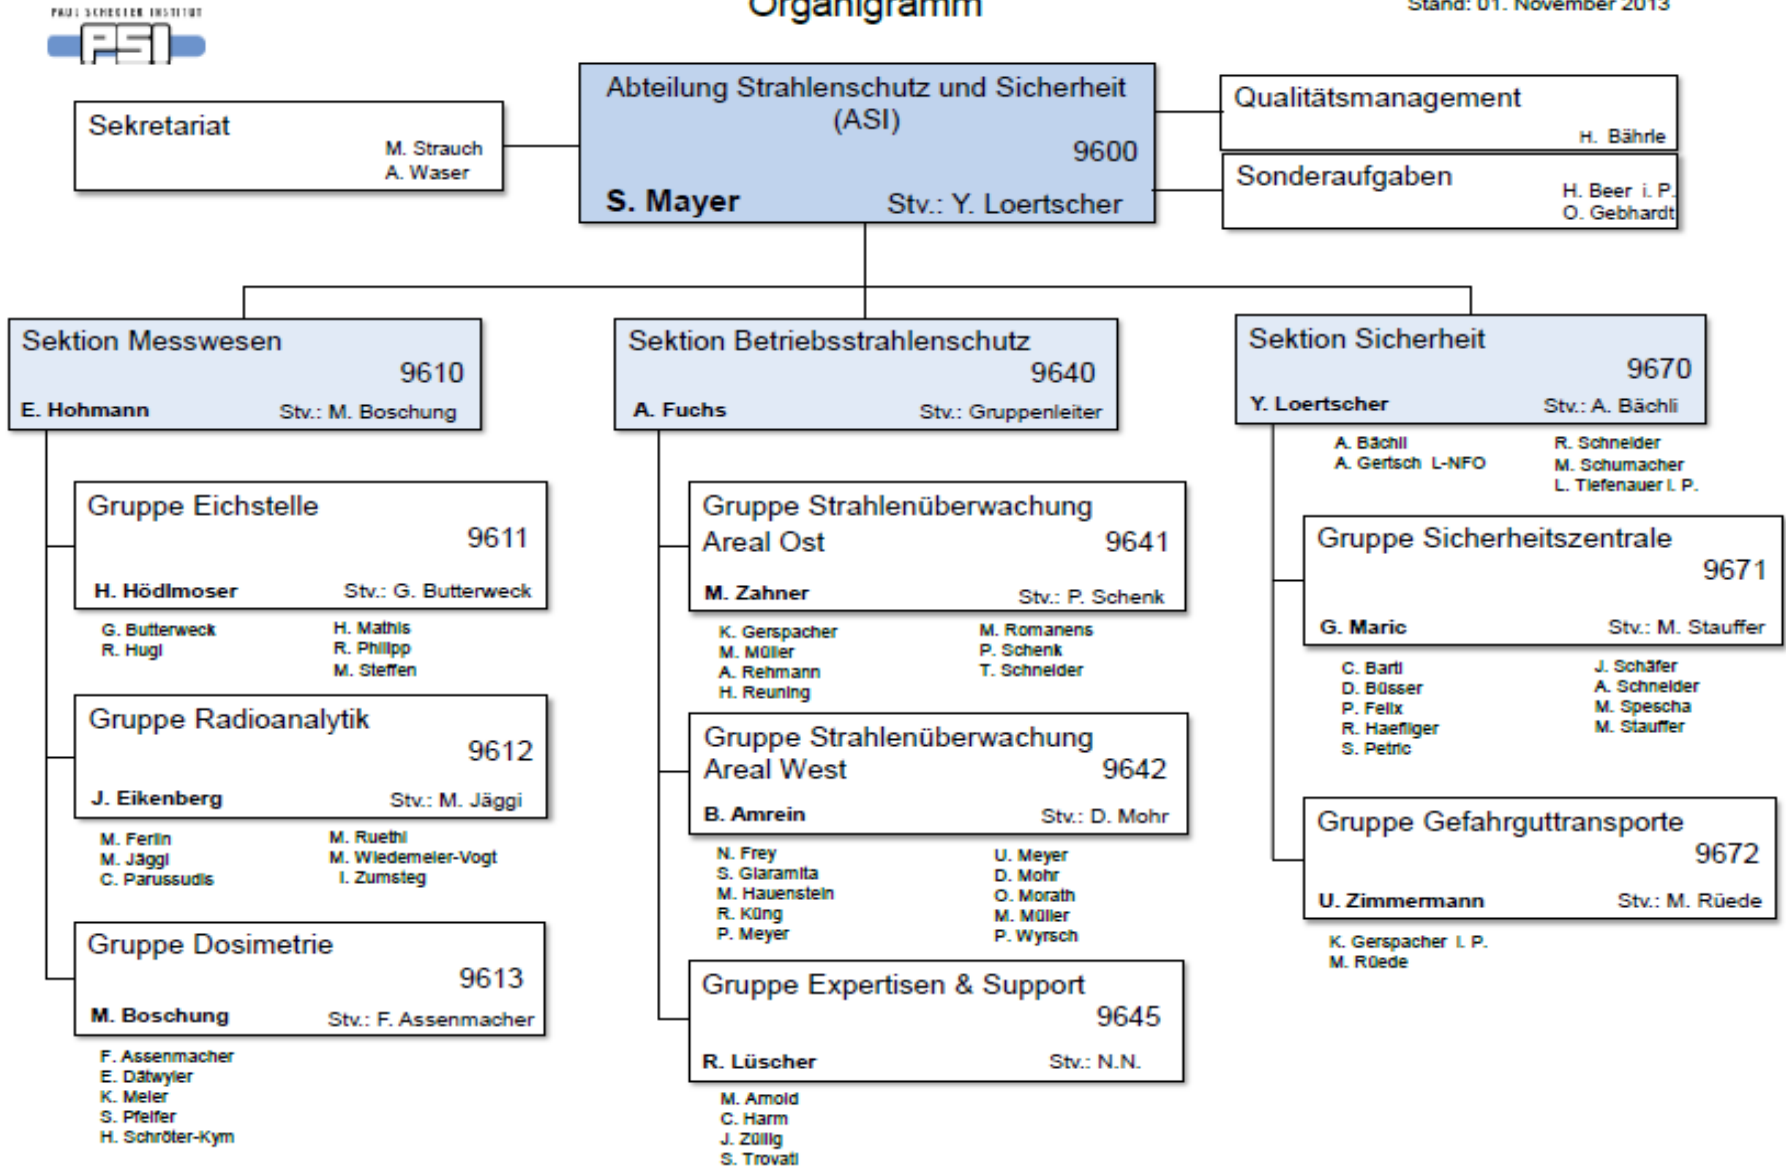 Organigramm
Stand: 01. November 2013
PAUL SCHERRER INSTITUT
PSI
Abteilung Strahlenschutz und Sicherheit
(ASI)
9600
S. Mayer Stv.: Y. Loertscher
Sekretariat
M. Strauch
A. Waser
Qualitätsmanagement
H. Bährle
Sonderaufgaben
H. Beer i. P.
O. Gebhardt
Sektion Messwesen
9610
E. Hohmann Stv.: M. Boschung
Gruppe Eichstelle
9611
H. Hödlmoser Stv.: G. Butterweck
G. Butterweck
R. Hugi
H. Mathis
R. Philipp
M. Steffen
Gruppe Radioanalytik
9612
J. Eikenberg Stv.: M. Jäggi
M. Ferlin
M. Jäggi
C. Parussudis
M. Ruethi
M. Wiedemeier-Vogt
I. Zumsteg
Gruppe Dosimetrie
9613
M. Boschung Stv.: F. Assenmacher
F. Assenmacher
E. Dätwyler
K. Meier
S. Pfeifer
H. Schröter-Kym
Sektion Betriebsstrahlenschutz
9640
A. Fuchs Stv.: Gruppenleiter
Gruppe Strahlenüberwachung
Areal Ost 9641
M. Zahner Stv.: P. Schenk
K. Gerspacher
M. Müller
A. Rehmann
H. Reuning
M. Romanens
P. Schenk
T. Schneider
Gruppe Strahlenüberwachung
Areal West 9642
B. Amrein Stv.: D. Mohr
N. Frey
S. Giaramita
M. Hauenstein
R. Küng
P. Meyer
U. Meyer
D. Mohr
O. Morath
M. Müller
P. Wyrsch
Gruppe Expertisen & Support
9645
R. Lüscher Stv.: N.N.
M. Arnold
C. Harm
J. Züllig
S. Trovati
Sektion Sicherheit
9670
Y. Loertscher Stv.: A. Bächli
A. Bächli
A. Gertsch L-NFO
R. Schneider
M. Schumacher
L. Tiefenauer i. P.
Gruppe Sicherheitszentrale
9671
G. Maric Stv.: M. Stauffer
C. Bartl
D. Büsser
P. Felix
R. Haefliger
S. Petric
J. Schäfer
A. Schneider
M. Spescha
M. Stauffer
Gruppe Gefahrguttransporte
9672
U. Zimmermann Stv.: M. Rüede
K. Gerspacher i. P.
M. Rüede